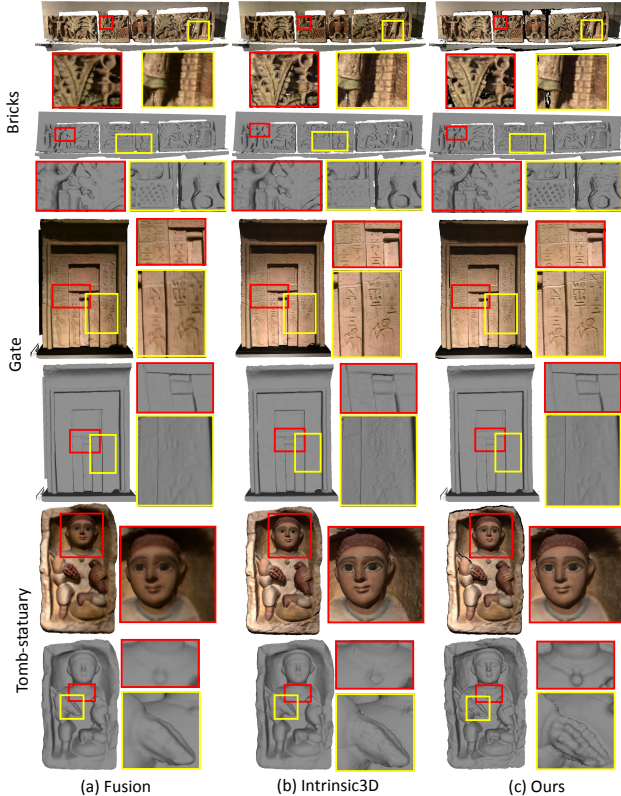 Bricks
Gate
Tomb-statuary
(a) Fusion
(b) Intrinsic3D
(c) Ours